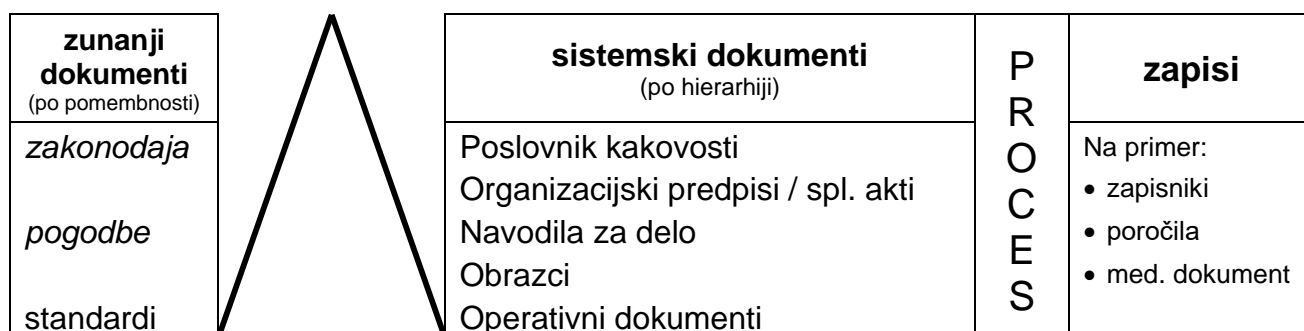 zunanji
dokumenti
(po pomembnosti)
zakonodaja
pogodbe
standardi
sistemski dokumenti
(po hierarhiji)
Poslovnik kakovosti
Organizacijski predpisi / spl. akti
Navodila za delo
Obrazci
Operativni dokumenti
P
R
O
C
E
S
zapisi
Na primer:
• zapisniki
• poročila
• med. dokument